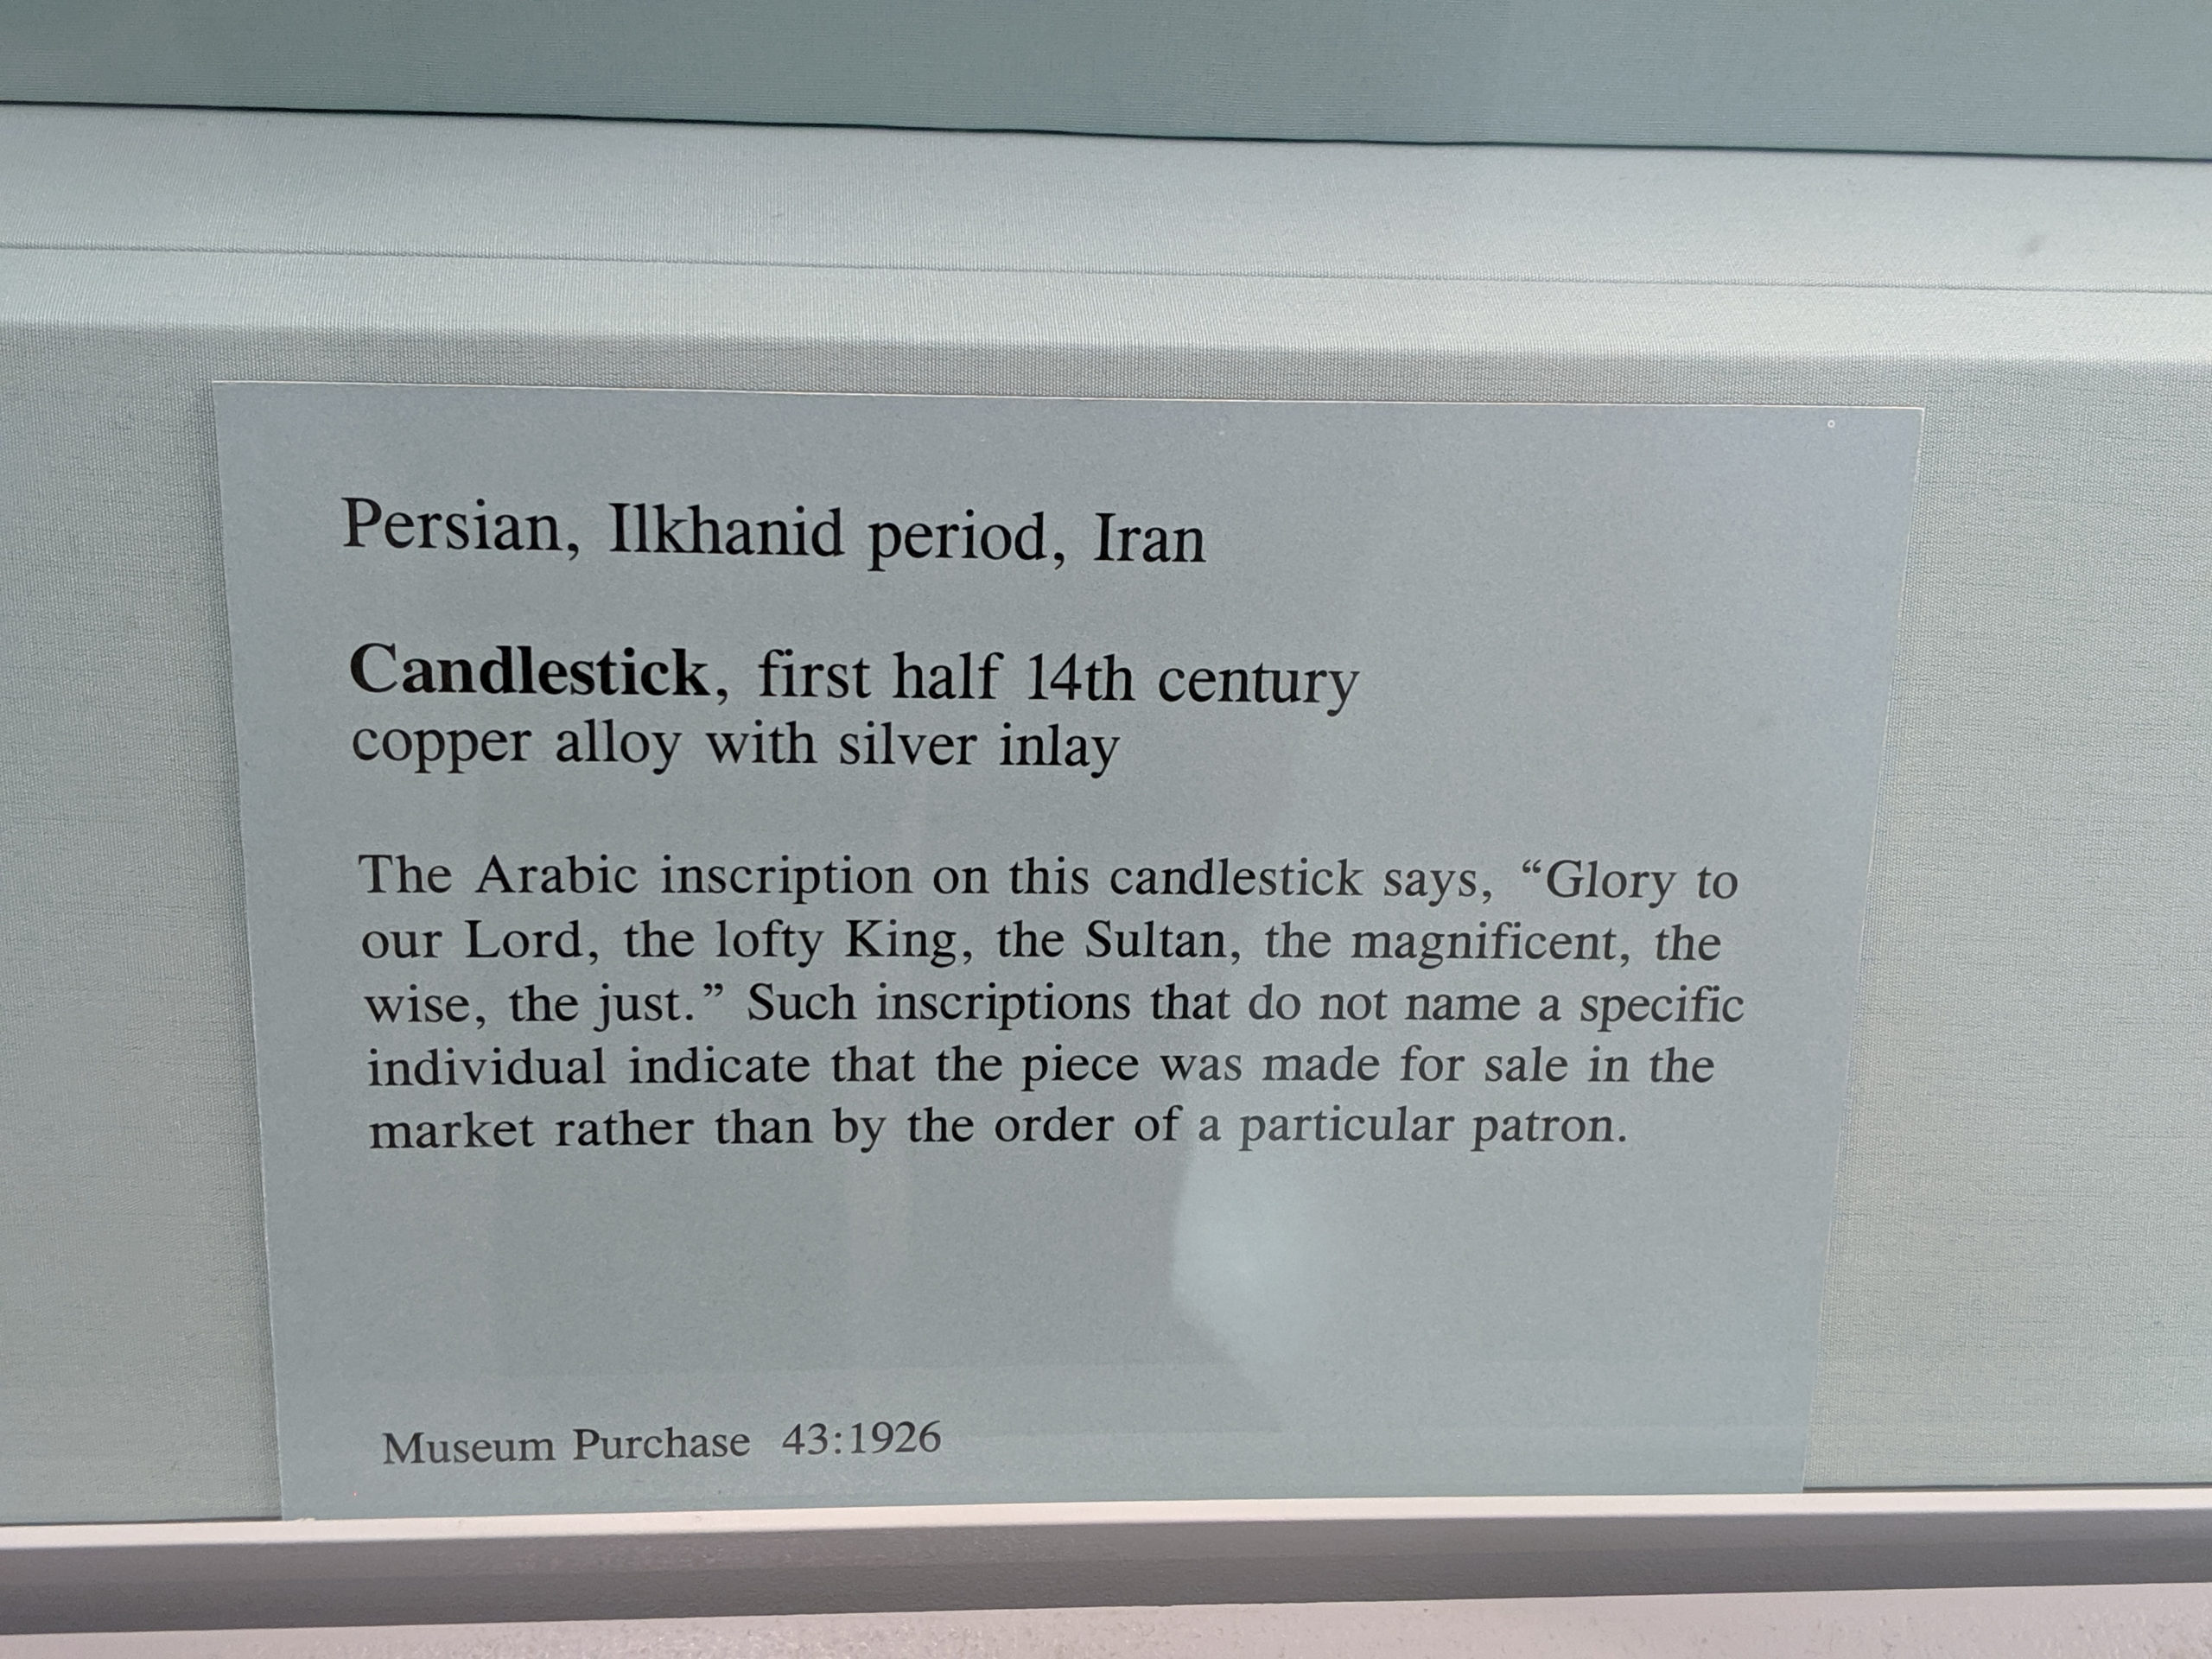 Persian, Ilkhanid period, Iran
Candlestick, first half 14th century
copper alloy with silver inlay
The Arabic inscription on this candlestick says, “Glory to
our Lord, the lofty King, the Sultan, the magnificent, the
wise, the just.” Such inscriptions that do not name a specific
individual indicate that the piece was made for sale in the
market rather than by the order of a particular patron.
Museum Purchase 43:1926